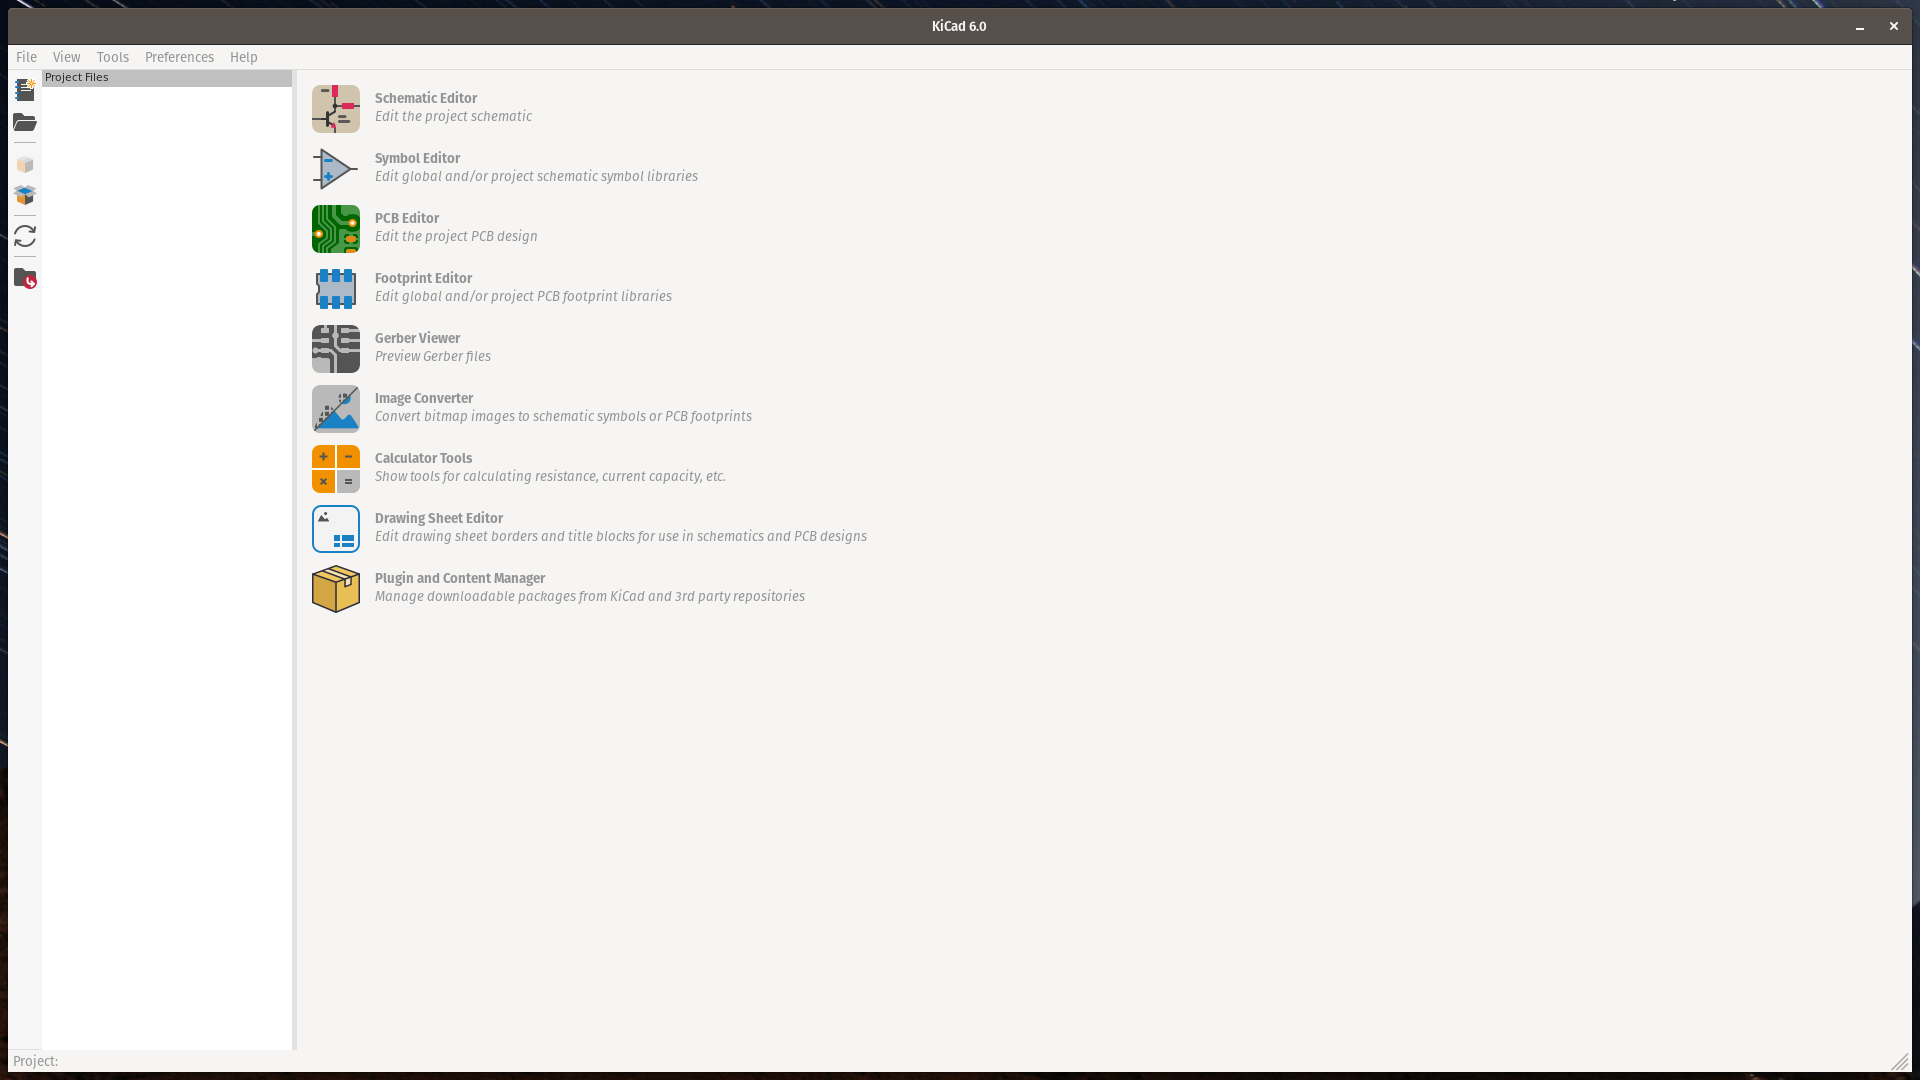 KiCad 6.0
File View Tools Preferences Help
Project Files
Schematic Editor
Edit the project schematic
Symbol Editor
Edit global and/or project schematic symbol libraries
PCB Editor
Edit the project PCB design
Footprint Editor
Edit global and/or project PCB footprint libraries
Gerber Viewer
Preview Gerber files
Image Converter
Convert bitmap images to schematic symbols or PCB footprints
Calculator Tools
Show tools for calculating resistance, current capacity, etc.
Drawing Sheet Editor
Edit drawing sheet borders and title blocks for use in schematics and PCB designs
Plugin and Content Manager
Manage downloadable packages from KiCad and 3rd party repositories
Project: